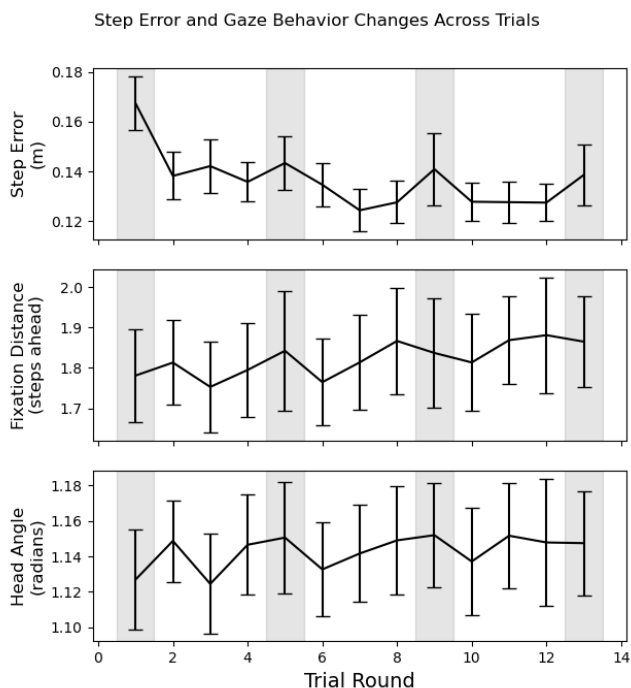 Step Error and Gaze Behavior Changes Across Trials
0.18
0.16
0.14
0.12
Step Error
(m)
2.0
1.9
1.8
1.7
Fixation Distance
(steps ahead)
1.18
1.16
1.14
1.12
1.10
Head Angle
(radians)
0 2 4 6 8 10 12 14
Trial Round